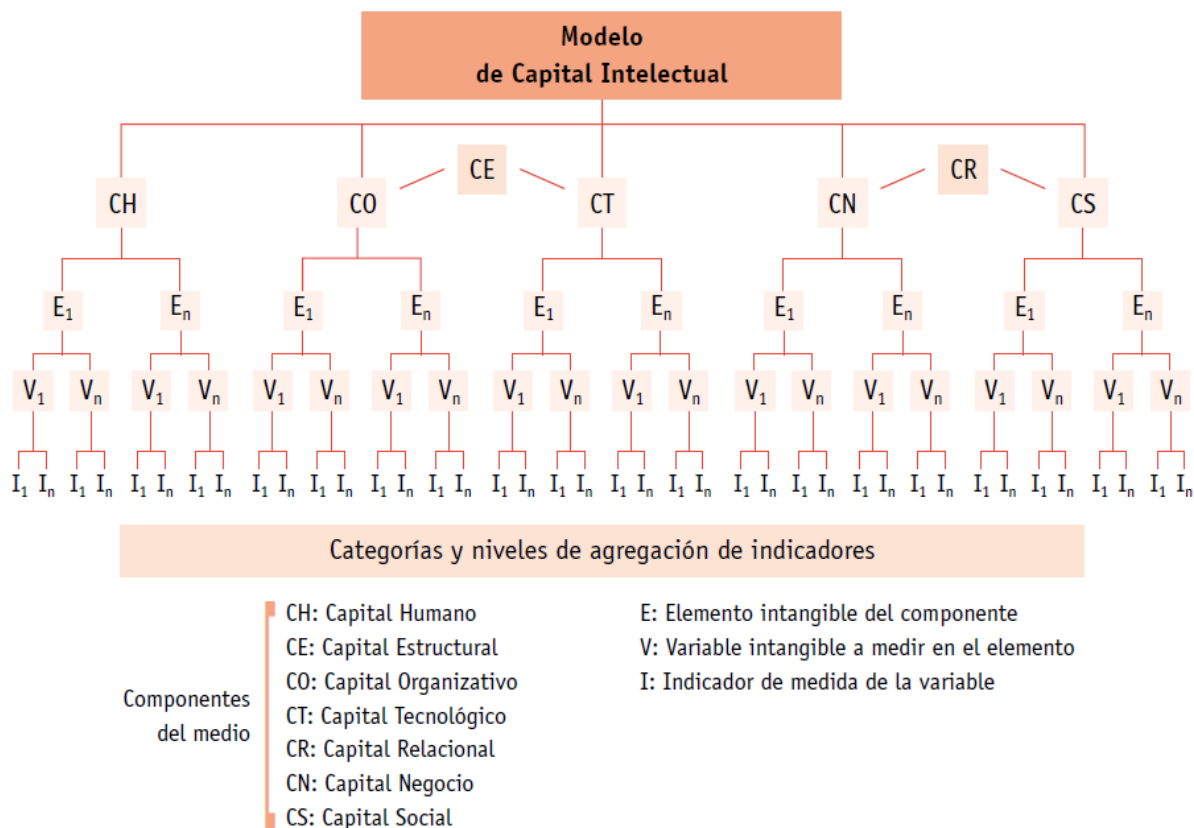 Modelo
de Capital Intelectual
CE CR
CH CO CT CN CS
E₁ Eₙ E₁ Eₙ E₁ Eₙ E₁ Eₙ E₁ Eₙ
V₁ Vₙ V₁ Vₙ V₁ Vₙ V₁ Vₙ V₁ Vₙ V₁ Vₙ V₁ Vₙ V₁ Vₙ V₁ Vₙ V₁ Vₙ
I₁ Iₙ I₁ Iₙ I₁ Iₙ I₁ Iₙ I₁ Iₙ I₁ Iₙ I₁ Iₙ I₁ Iₙ I₁ Iₙ I₁ Iₙ I₁ Iₙ I₁ Iₙ I₁ Iₙ I₁ Iₙ I₁ Iₙ I₁ Iₙ I₁ Iₙ I₁ Iₙ I₁ Iₙ I₁ Iₙ
Categorías y niveles de agregación de indicadores
Componentes
del medio
CH: Capital Humano
CE: Capital Estructural
CO: Capital Organizativo
CT: Capital Tecnológico
CR: Capital Relacional
CN: Capital Negocio
CS: Capital Social
E: Elemento intangible del componente
V: Variable intangible a medir en el elemento
I: Indicador de medida de la variable